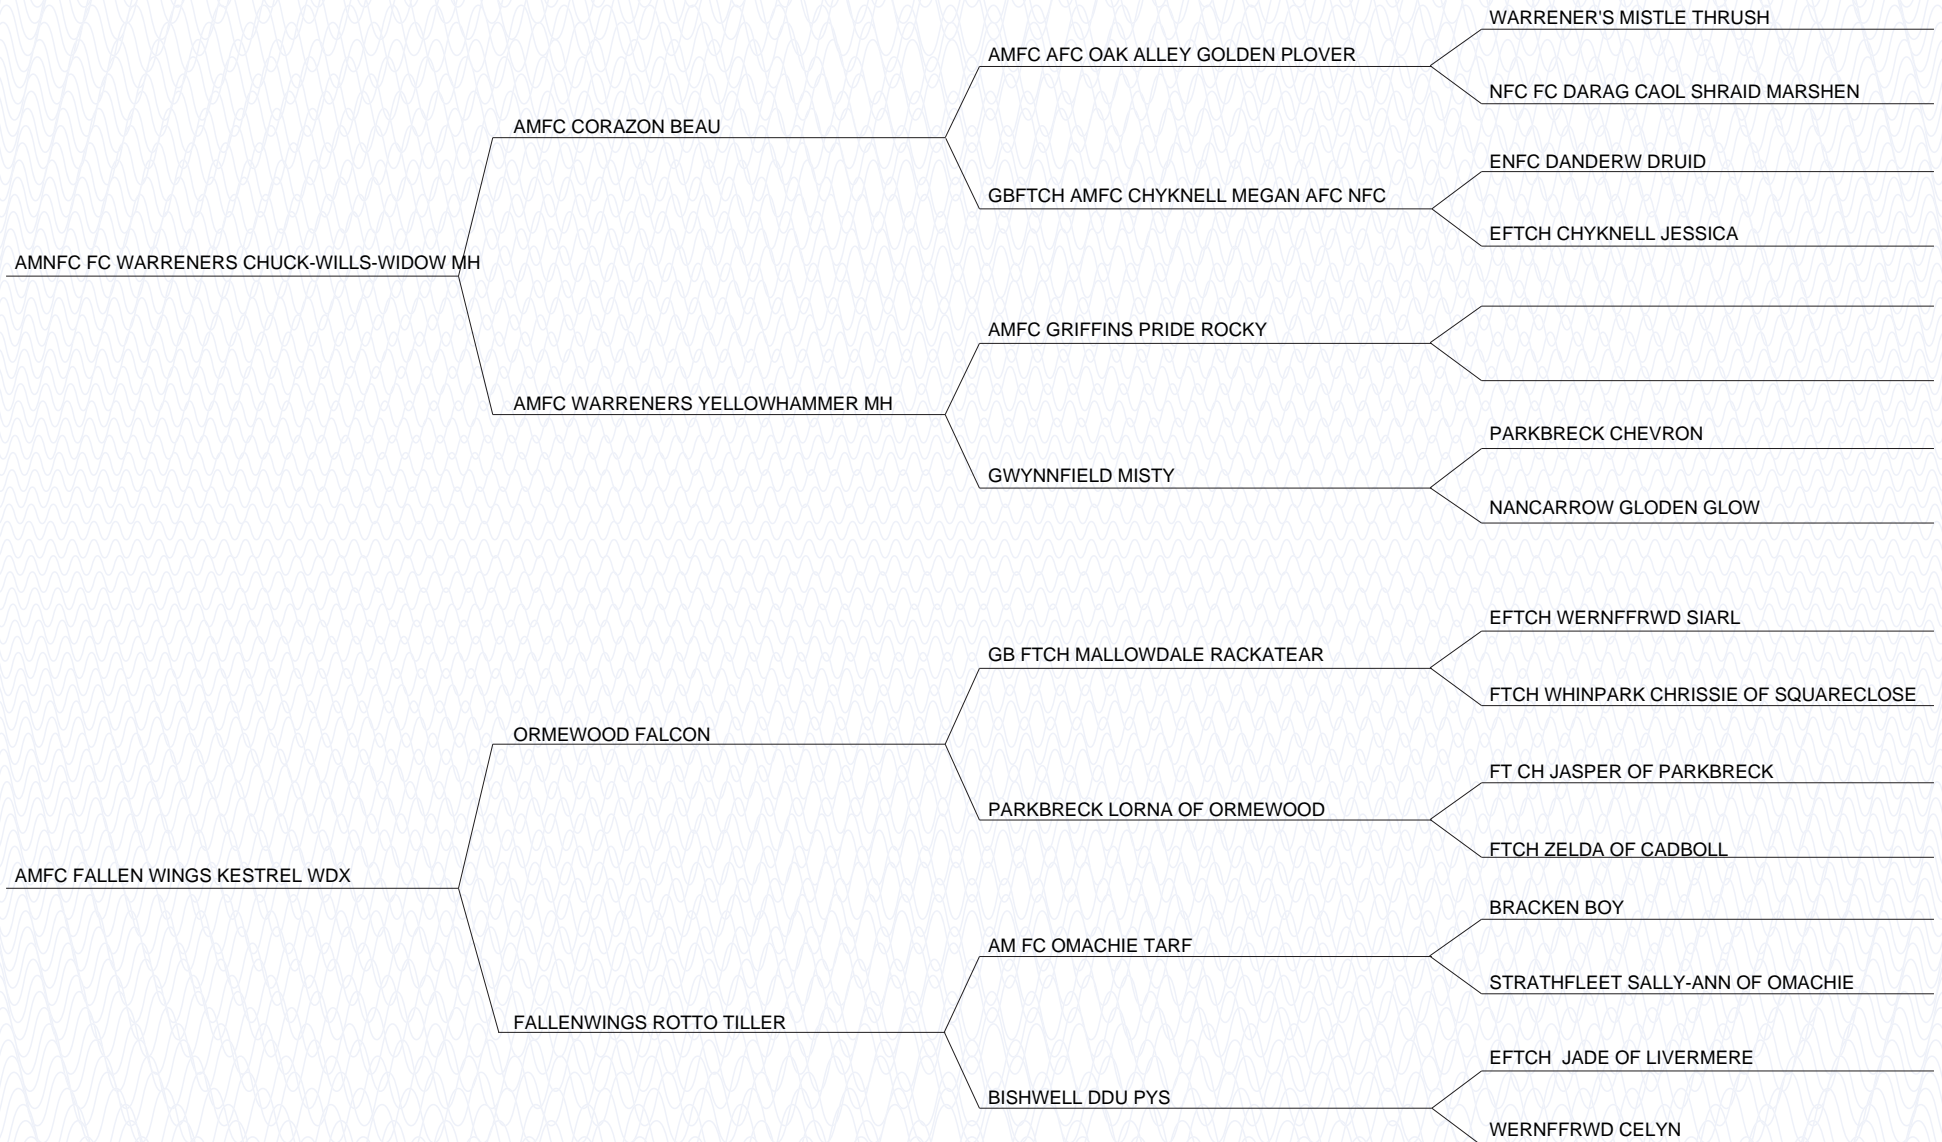 WARRENER'S MISTLE THRUSH
AMFC AFC OAK ALLEY GOLDEN PLOVER
NFC FC DARAG CAOL SHRAID MARSHEN
AMFC CORAZON BEAU
ENFC DANDERW DRUID
GBFTCH AMFC CHYKNELL MEGAN AFC NFC
EFTCH CHYKNELL JESSICA
AMNFC FC WARRENERS CHUCK-WILLS-WIDOW MH
AMFC GRIFFINS PRIDE ROCKY
AMFC WARRENERS YELLOWHAMMER MH
PARKBRECK CHEVRON
GWYNNFIELD MISTY
NANCARROW GLODEN GLOW
EFTCH WERNFFRWD SIARL
GB FTCH MALLOWDALE RACKATEAR
FTCH WHINPARK CHRISSIE OF SQUARECLOSE
ORMEWOOD FALCON
FT CH JASPER OF PARKBRECK
PARKBRECK LORNA OF ORMEWOOD
FTCH ZELDA OF CADBOLL
AMFC FALLEN WINGS KESTREL WDX
BRACKEN BOY
AM FC OMACHIE TARF
STRATHFLEET SALLY-ANN OF OMACHIE
FALLENWINGS ROTTO TILLER
EFTCH  JADE OF LIVERMERE
BISHWELL DDU PYS
WERNFFRWD CELYN